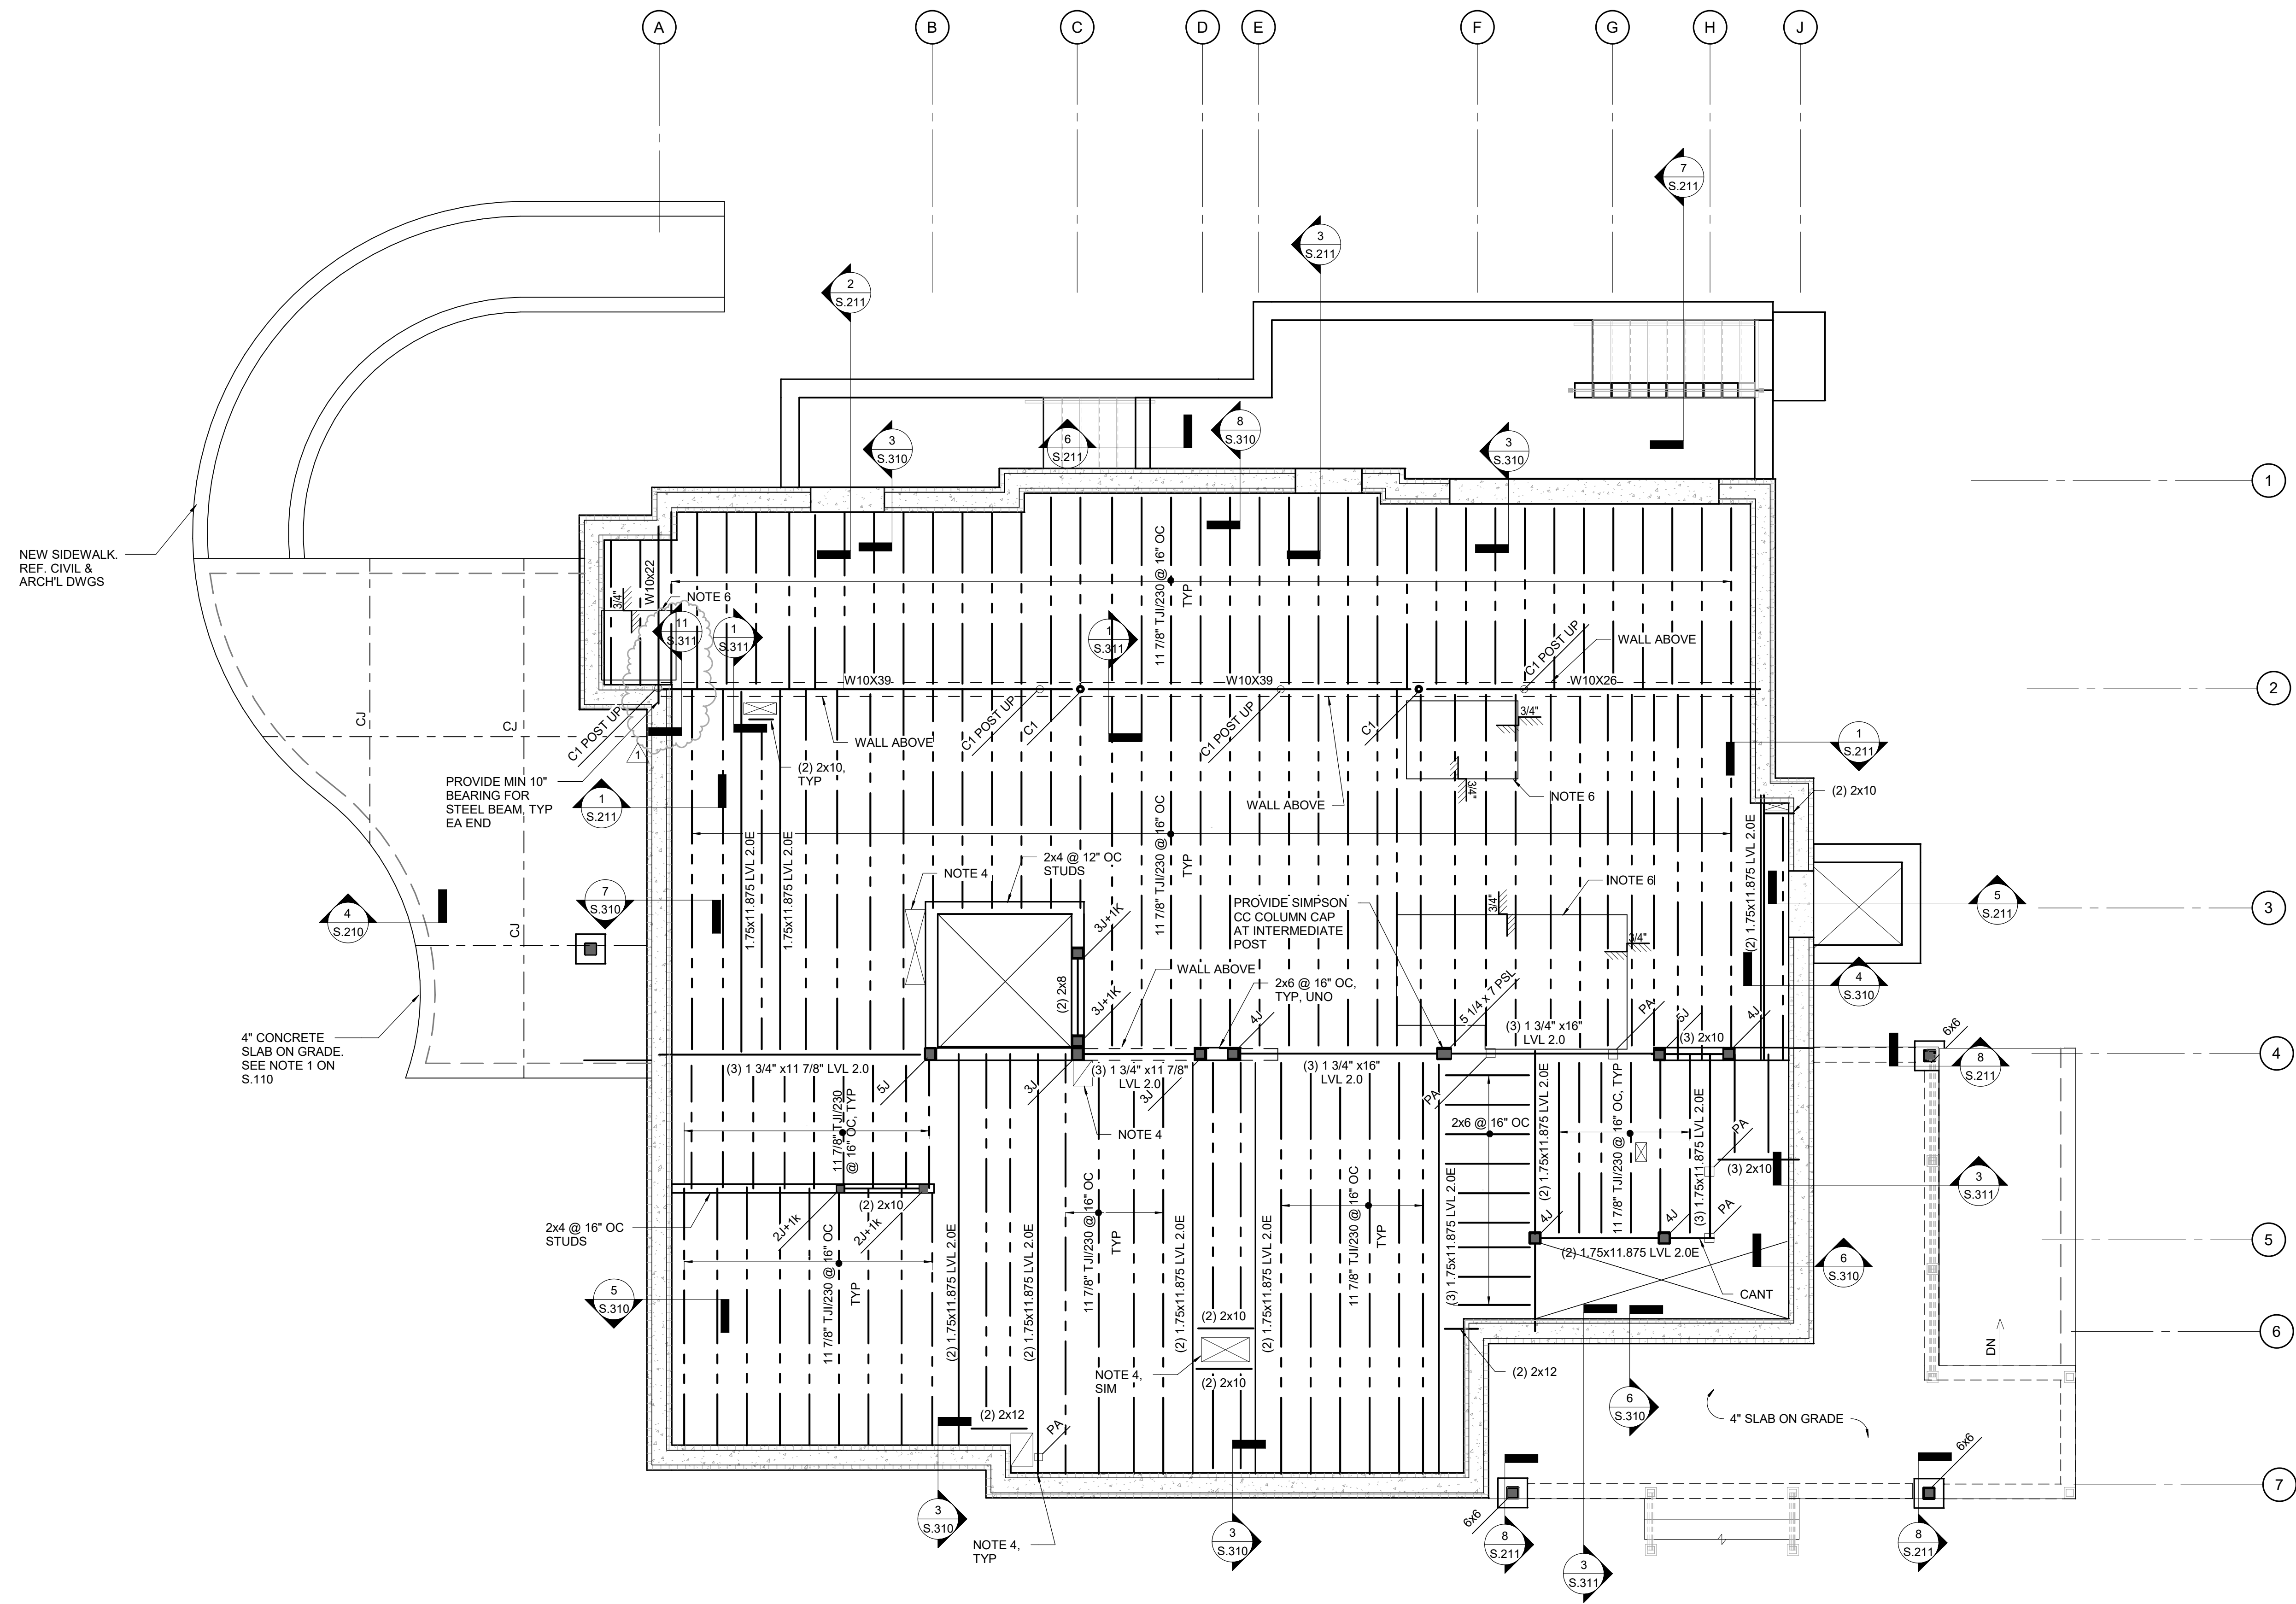 A
B
C
D
E
F
G
H
J
7
S.211
3
S.211
2
S.211
8
S.310
3
S.310
6
S.211
3
S.310
1
NEW SIDEWALK.
REF. CIVIL &
ARCH'L DWGS
W10x22
3/4"
NOTE 6
11
S.311
1
S.311
1
S.311
11 7/8" TJI/230 @ 16" OC
TYP
C1 POST UP
WALL ABOVE
W10X39
W10X39
W10X26
2
CJ
CJ
C1 POST UP
1
C1 POST UP
C1
C1 POST UP
C1
3/4"
WALL ABOVE
(2) 2x10,
TYP
1
S.211
PROVIDE MIN 10"
BEARING FOR
STEEL BEAM, TYP
EA END
1
S.211
3/4"
NOTE 6
WALL ABOVE
(2) 2x10
1.75x11.875 LVL 2.0E
1.75x11.875 LVL 2.0E
11 7/8" TJI/230 @ 16" OC
TYP
2x4 @ 12" OC
STUDS
NOTE 4
NOTE 6
(2) 1.75x11.875 LVL 2.0E
7
S.310
4
S.210
CJ
PROVIDE SIMPSON
CC COLUMN CAP
AT INTERMEDIATE
POST
3/4"
3/4"
5
S.211
3
3J+1K
WALL ABOVE
(2) 2x8
3J+1K
2x6 @ 16" OC,
TYP, UNO
4J
5 1/4 x 7 PSL
(3) 1 3/4" x16"
LVL 2.0
PA
5J
(3) 2x10
4J
4
S.310
4" CONCRETE
SLAB ON GRADE.
SEE NOTE 1 ON
S.110
6x6
8
S.211
4
(3) 1 3/4" x11 7/8" LVL 2.0
5J
3J
(3) 1 3/4" x11 7/8"
LVL 2.0
3J
(3) 1 3/4" x16"
LVL 2.0
PA
11 7/8" TJI/230
@ 16" OC, TYP
NOTE 4
2x6 @ 16" OC
(2) 1.75x11.875 LVL 2.0E
11 7/8" TJI/230 @ 16" OC, TYP
(3) 1.75x11.875 LVL 2.0E
PA
(3) 2x10
3
S.311
2x4 @ 16" OC
STUDS
2J+1k
(2) 2x10
2J+1k
11 7/8" TJI/230 @ 16" OC
TYP
(2) 1.75x11.875 LVL 2.0E
(2) 1.75x11.875 LVL 2.0E
11 7/8" TJI/230 @ 16" OC
TYP
(2) 1.75x11.875 LVL 2.0E
(2) 1.75x11.875 LVL 2.0E
11 7/8" TJI/230 @ 16" OC
TYP
(3) 1.75x11.875 LVL 2.0E
4J
4J
PA
(2) 1.75x11.875 LVL 2.0E
6
S.310
5
5
S.310
CANT
(2) 2x10
NOTE 4,
SIM
(2) 2x10
(2) 2x12
DN
6
6
S.310
4" SLAB ON GRADE
(2) 2x12
PA
6x6
6x6
7
3
S.310
NOTE 4,
TYP
3
S.310
8
S.211
3
S.311
8
S.211